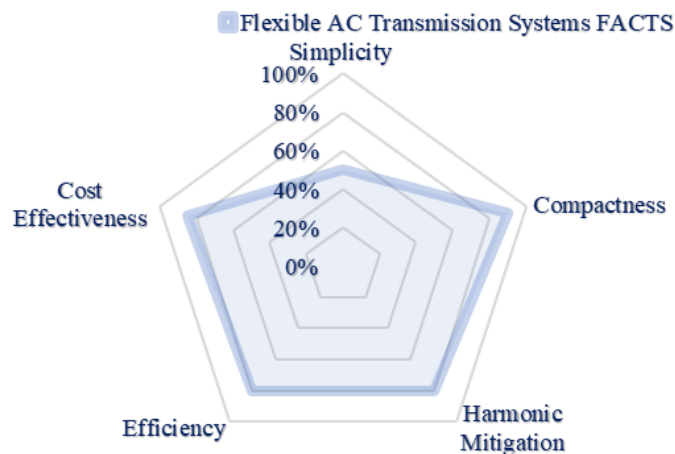 Flexible AC Transmission Systems FACTS
Simplicity
100%
80%
60%
40%
20%
0%
Cost
Effectiveness
Compactness
Efficiency
Harmonic
Mitigation